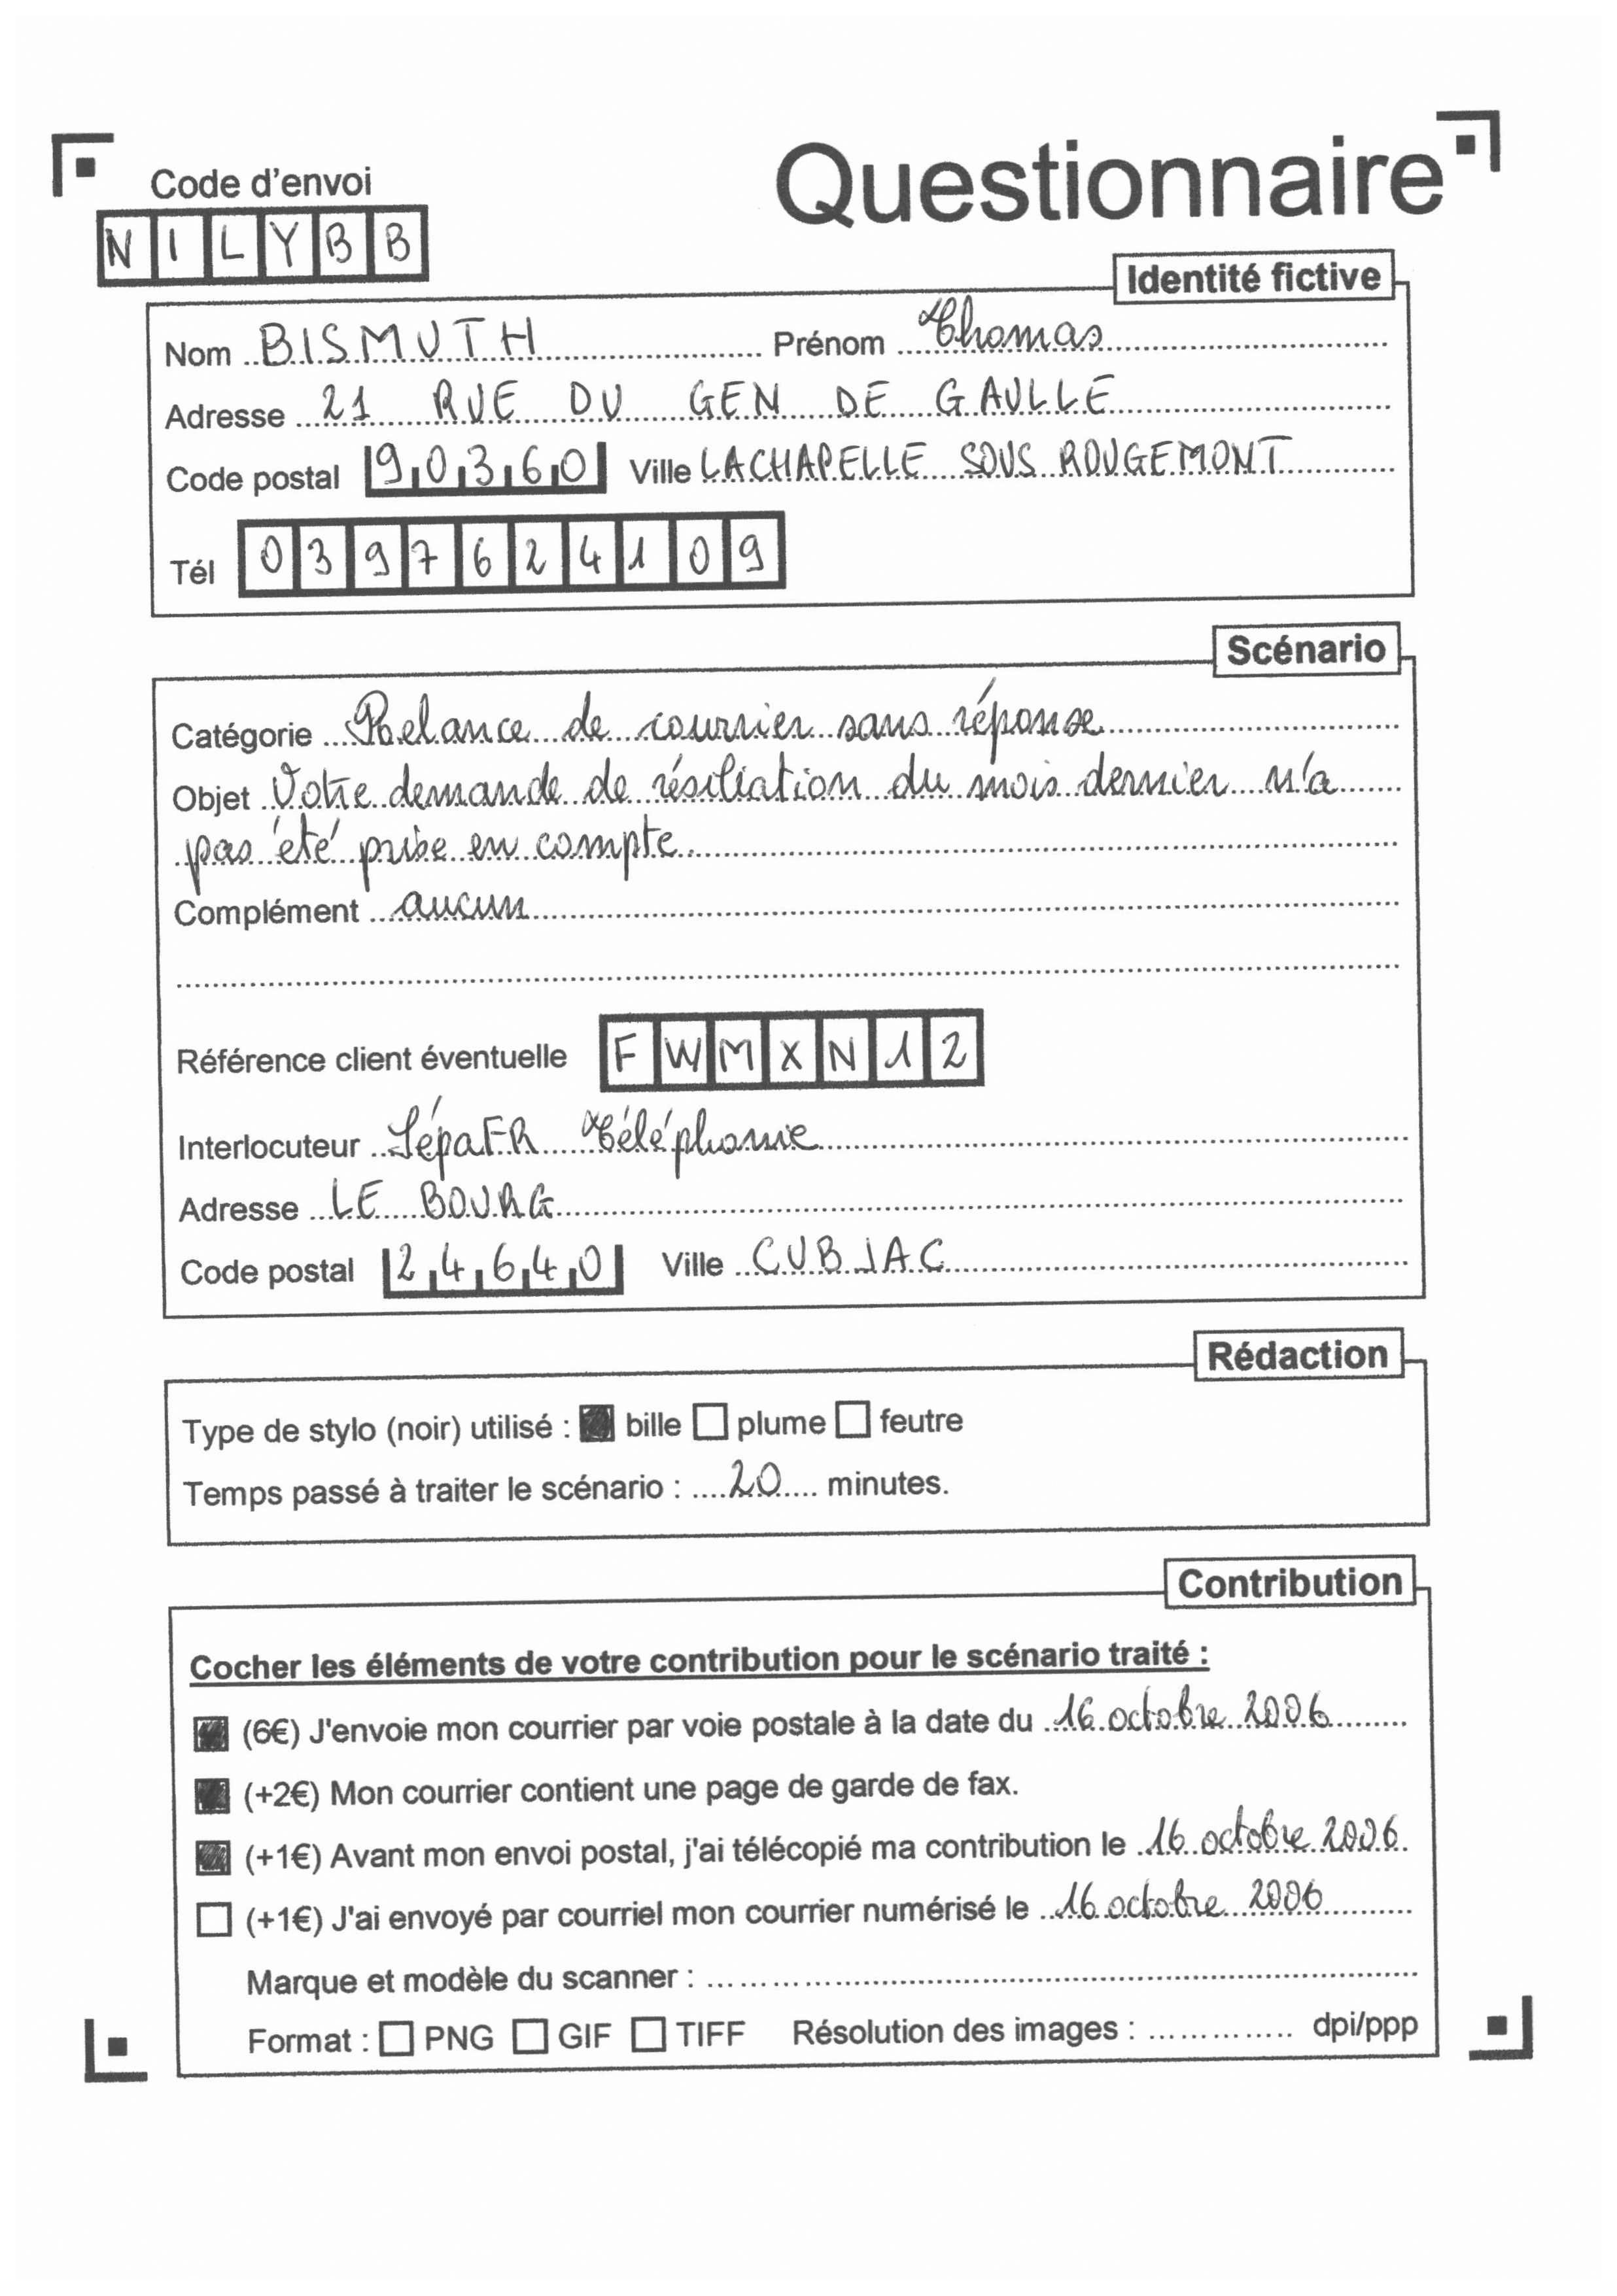 Questionnaire
Code d'envoi
NILYBB
Identité fictive
Nom BISMUTH Prénom Thomas
Adresse 21 RUE DU GEN DE GAULLE
Code postal 90360 Ville LACHAPELLE SOUS ROUGEMONT
Tél 0397624109
Scénario
Catégorie Relance de courrier sans réponse
Objet Votre demande de résiliation du mois dernier n'a
pas été prise en compte.
Complément aucun
Référence client éventuelle FWMXN12
Interlocuteur SépaFR Téléphonie
Adresse LE BOURG
Code postal 24640 Ville CUBJAC
Rédaction
Type de stylo (noir) utilisé : bille plume feutre
Temps passé à traiter le scénario : 20 minutes.
Contribution
Cocher les éléments de votre contribution pour le scénario traité :
(6€) J'envoie mon courrier par voie postale à la date du 16 octobre 2006
(+2€) Mon courrier contient une page de garde de fax.
(+1€) Avant mon envoi postal, j'ai télécopié ma contribution le 16 octobre 2006.
(+1€) J'ai envoyé par courriel mon courrier numérisé le 16 octobre 2006
Marque et modèle du scanner :
Format : PNG GIF TIFF Résolution des images : dpi/ppp